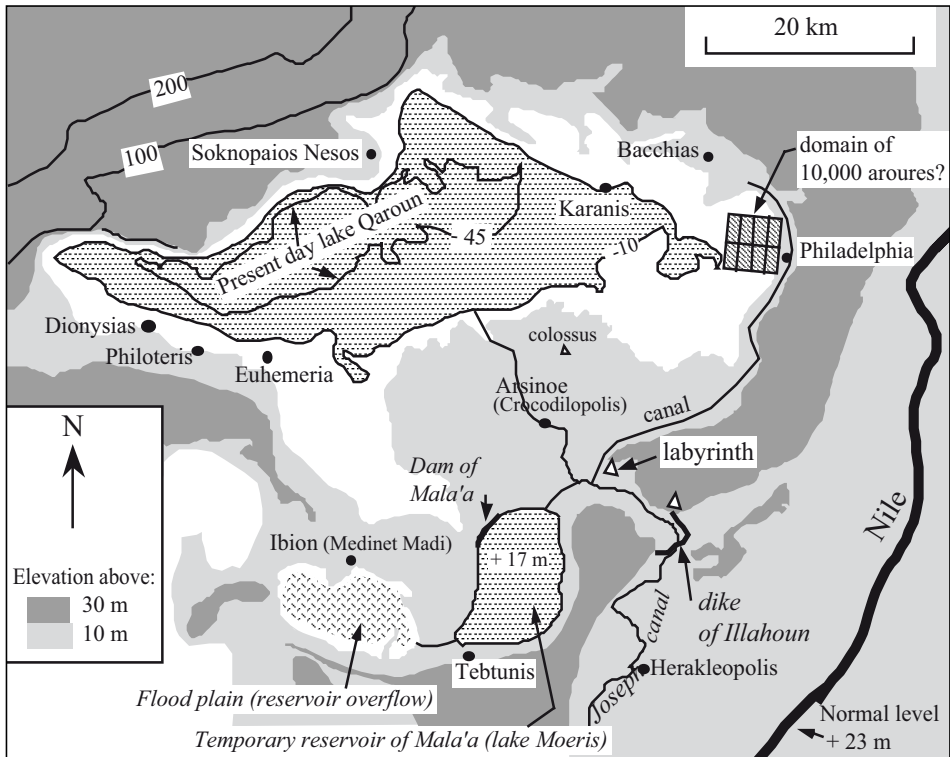 20 km
200
100
Soknopaios Nesos
Bacchias
domain of
10,000 aroures?
Karanis
Present day lake Qaroun
- 45
-10
Philadelphia
Dionysias
Philoteris
Euhemeria
colossus
Arsinoe
(Crocodilopolis)
canal
N
labyrinth
Dam of
Mala'a
Nile
Ibion (Medinet Madi)
+ 17 m
Elevation above:
30 m
10 m
dike
of Illahoun
Joseph canal
Herakleopolis
Tebtunis
Flood plain (reservoir overflow)
Temporary reservoir of Mala'a (lake Moeris)
Normal level
+ 23 m